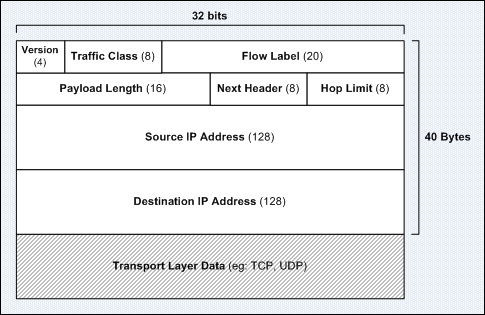 32 bits
Version (4)
Traffic Class (8)
Flow Label (20)
Payload Length (16)
Next Header (8)
Hop Limit (8)
Source IP Address (128)
40 Bytes
Destination IP Address (128)
Transport Layer Data (eg: TCP, UDP)